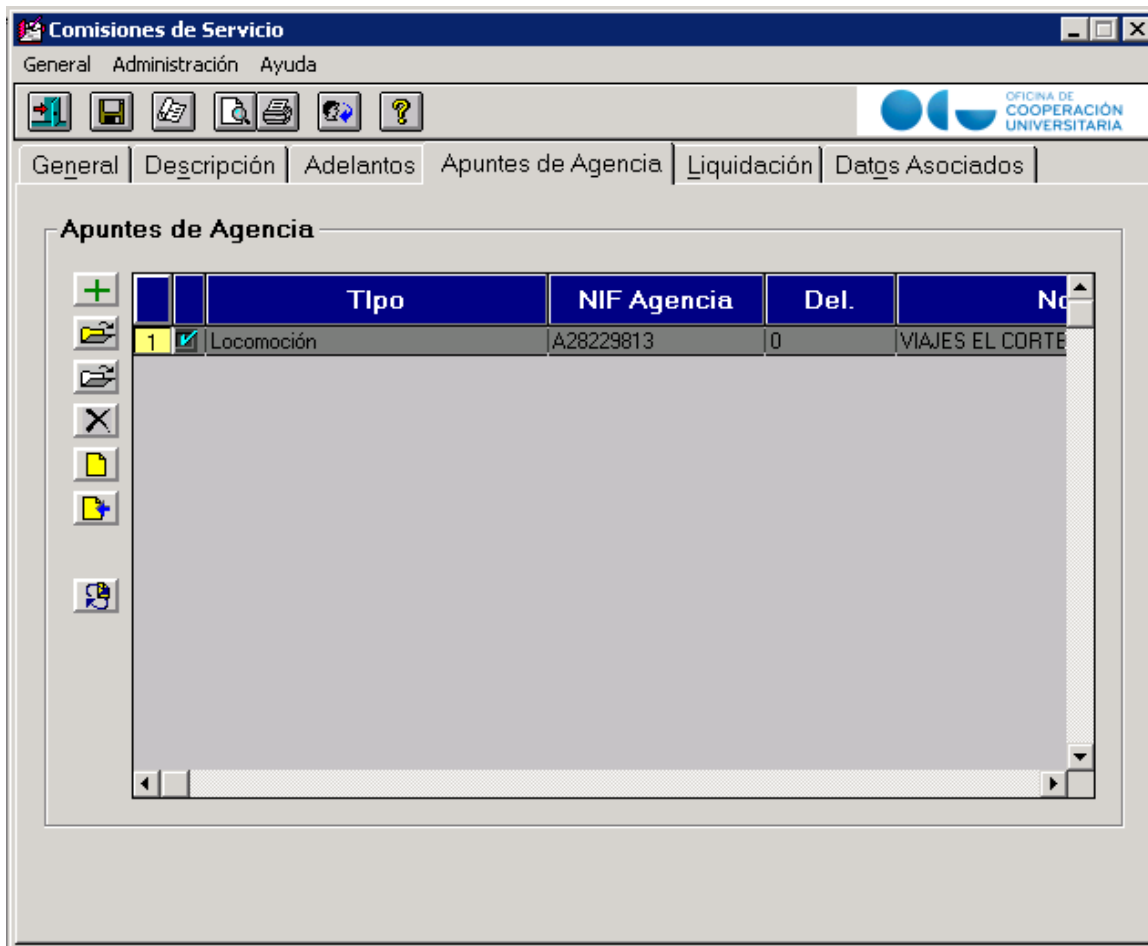 Comisiones de Servicio
General Administración Ayuda
OFICINA DE
COOPERACIÓN
UNIVERSITARIA
General Descripción Adelantos Apuntes de Agencia Liquidación Datos Asociados
Apuntes de Agencia
TIpo NIF Agencia Del. No
1 Locomoción A28229813 0 VIAJES EL CORTE